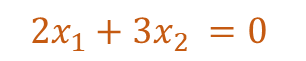 2x₁ + 3x₂ = 0